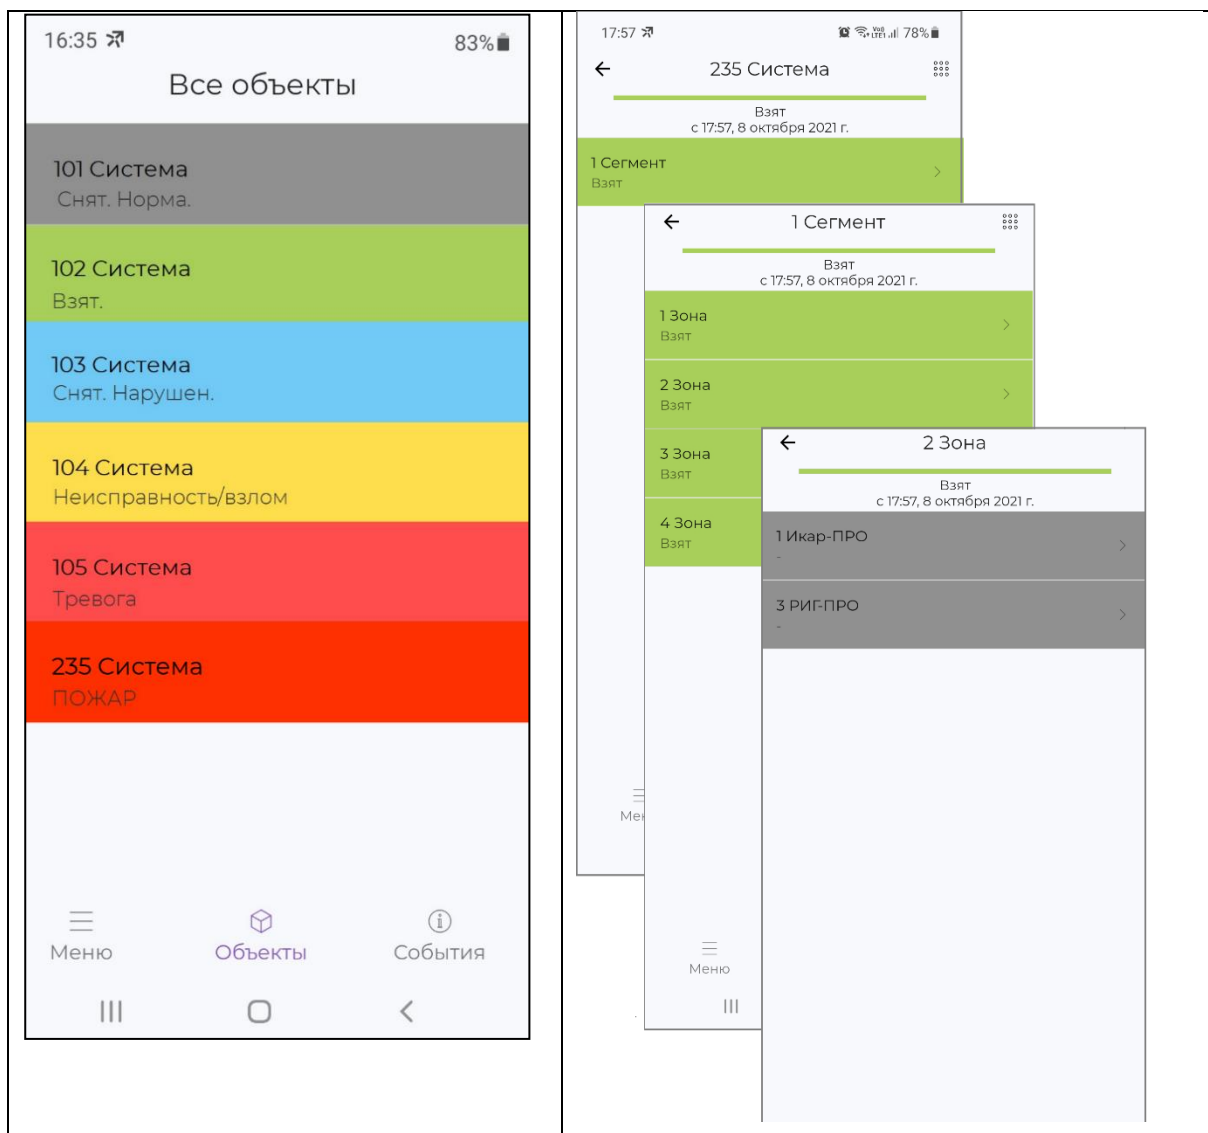 16:35 83%
Все объекты
101 Система
Снят. Норма.
102 Система
Взят.
103 Система
Снят. Нарушен.
104 Система
Неисправность/взлом
105 Система
Тревога
235 Система
ПОЖАР
Меню Объекты События
17:57 78%
235 Система
Взят
с 17:57, 8 октября 2021 г.
1 Сегмент
Взят
1 Сегмент
Взят
с 17:57, 8 октября 2021 г.
1 Зона
Взят
2 Зона
Взят
3 Зона
Взят
4 Зона
Взят
Меню
2 Зона
Взят
с 17:57, 8 октября 2021 г.
1 Икар-ПРО
-
3 РИГ-ПРО
-